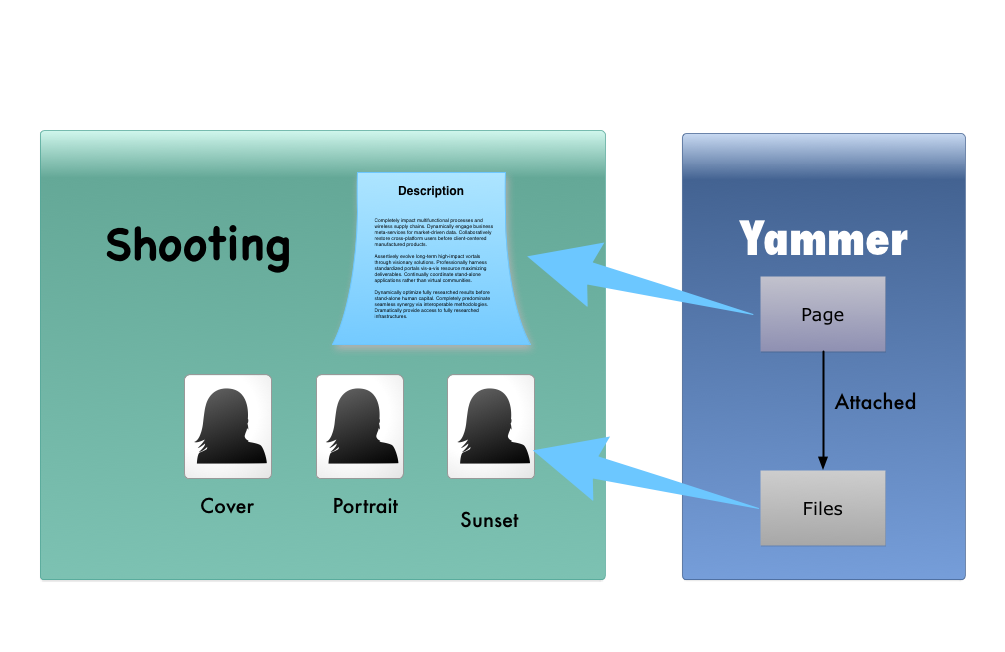 Shooting
Description
Completely impact multifunctional processes and
wireless supply chains. Dynamically engage business
meta-services for market-driven data. Collaboratively
restore cross-platform users before client-centered
manufactured products.
Assertively evolve long-term high-impact vortals
through visionary solutions. Professionally harness
standardized portals vis-a-vis resource maximizing
deliverables. Continually coordinate stand-alone
applications rather than virtual communities.
Dynamically optimize fully researched results before
stand-alone human capital. Completely predominate
seamless synergy via interoperable methodologies.
Dramatically provide access to fully researched
infrastructures.
Cover
Portrait
Sunset
Yammer
Page
Attached
Files